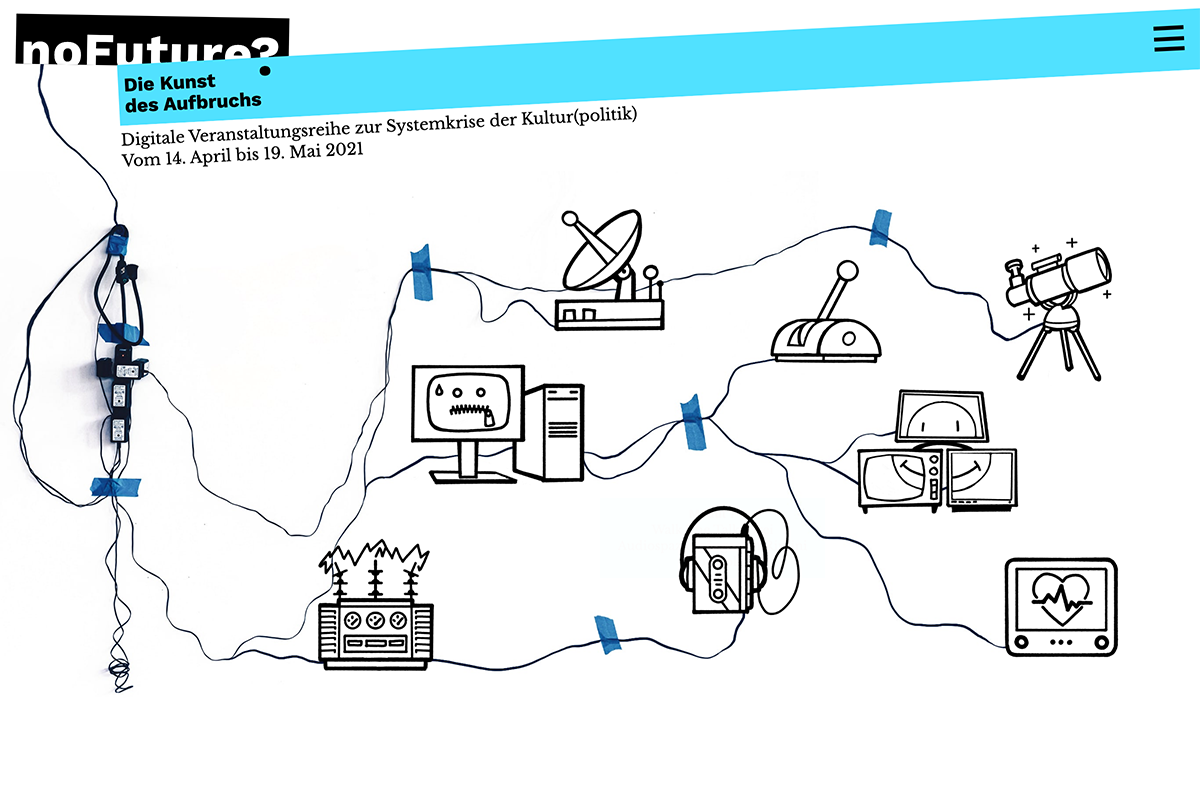 noFuture?
Die Kunst
des Aufbruchs
Digitale Veranstaltungsreihe zur Systemkrise der Kultur(politik)
Vom 14. April bis 19. Mai 2021